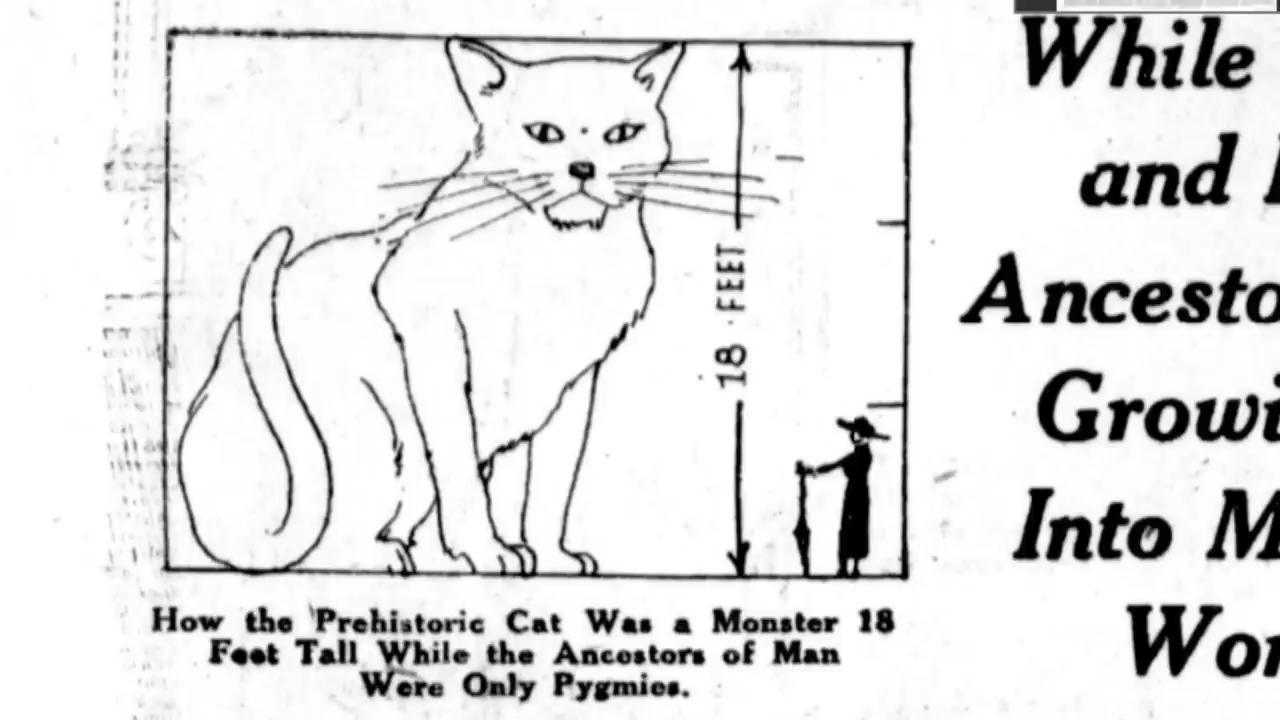 18 FEET
How the Prehistoric Cat Was a Monster 18
Feet Tall While the Ancestors of Man
Were Only Pygmies.
While
and
Ancesto
Growi
Into M
Wo